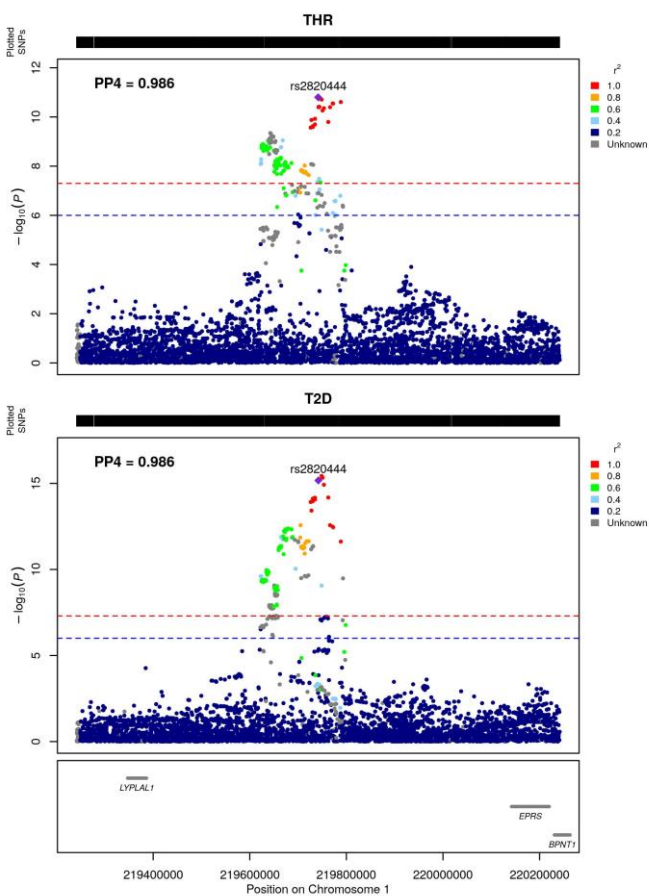 THR
Plotted
SNPs
PP4 = 0.986
rs2820444
− log10(P)
12
10
8
6
4
2
0
r2
1.0
0.8
0.6
0.4
0.2
Unknown
T2D
Plotted
SNPs
PP4 = 0.986
rs2820444
− log10(P)
15
10
5
0
r2
1.0
0.8
0.6
0.4
0.2
Unknown
LYPLAL1
EPRS
BPNT1
219400000 219600000 219800000 220000000 220200000
Position on Chromosome 1